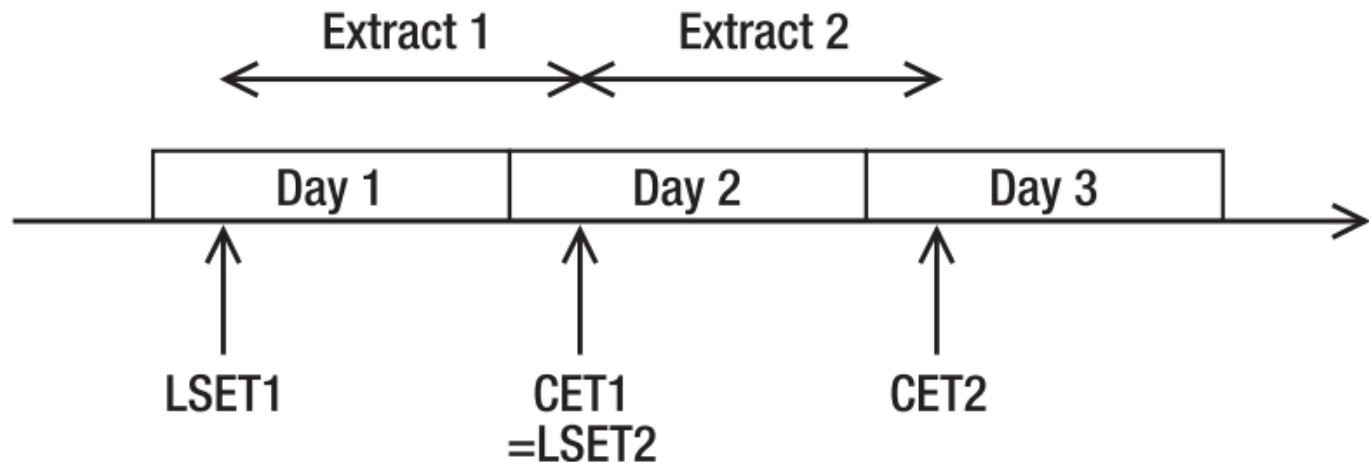 Extract 1 Extract 2
Day 1 Day 2 Day 3
LSET1 CET1 CET2
=LSET2